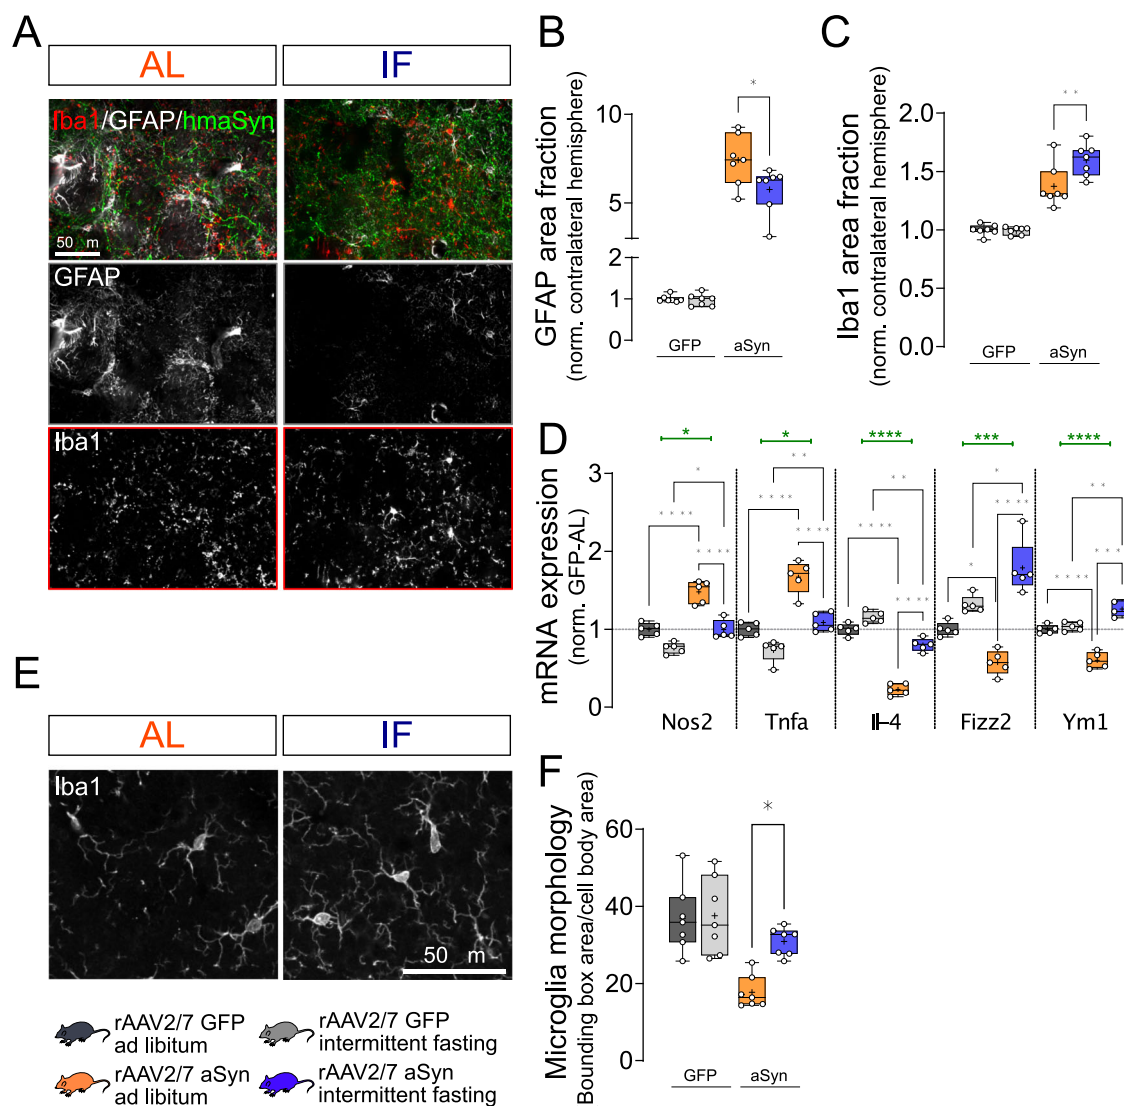 A
AL
IF
Iba1/GFAP/hmaSyn
50 m
GFAP
Iba1
B
GFAP area fraction
(norm. contralateral hemisphere)
10
5
2
1
0
*
GFP
aSyn
C
Iba1 area fraction
(norm. contralateral hemisphere)
2.0
1.5
1.0
0.5
0.0
**
GFP
aSyn
D
mRNA expression
(norm. GFP-AL)
3
2
1
0
*
*
****
***
****
*
****
****
**
****
****
**
****
****
*
****
*
**
****
***
Nos2
Tnfa
Il-4
Fizz2
Ym1
E
AL
IF
Iba1
50 m
F
Microglia morphology
Bounding box area/cell body area)
60
40
20
0
*
GFP
aSyn
rAAV2/7 GFP
ad libitum
rAAV2/7 GFP
intermittent fasting
rAAV2/7 aSyn
ad libitum
rAAV2/7 aSyn
intermittent fasting